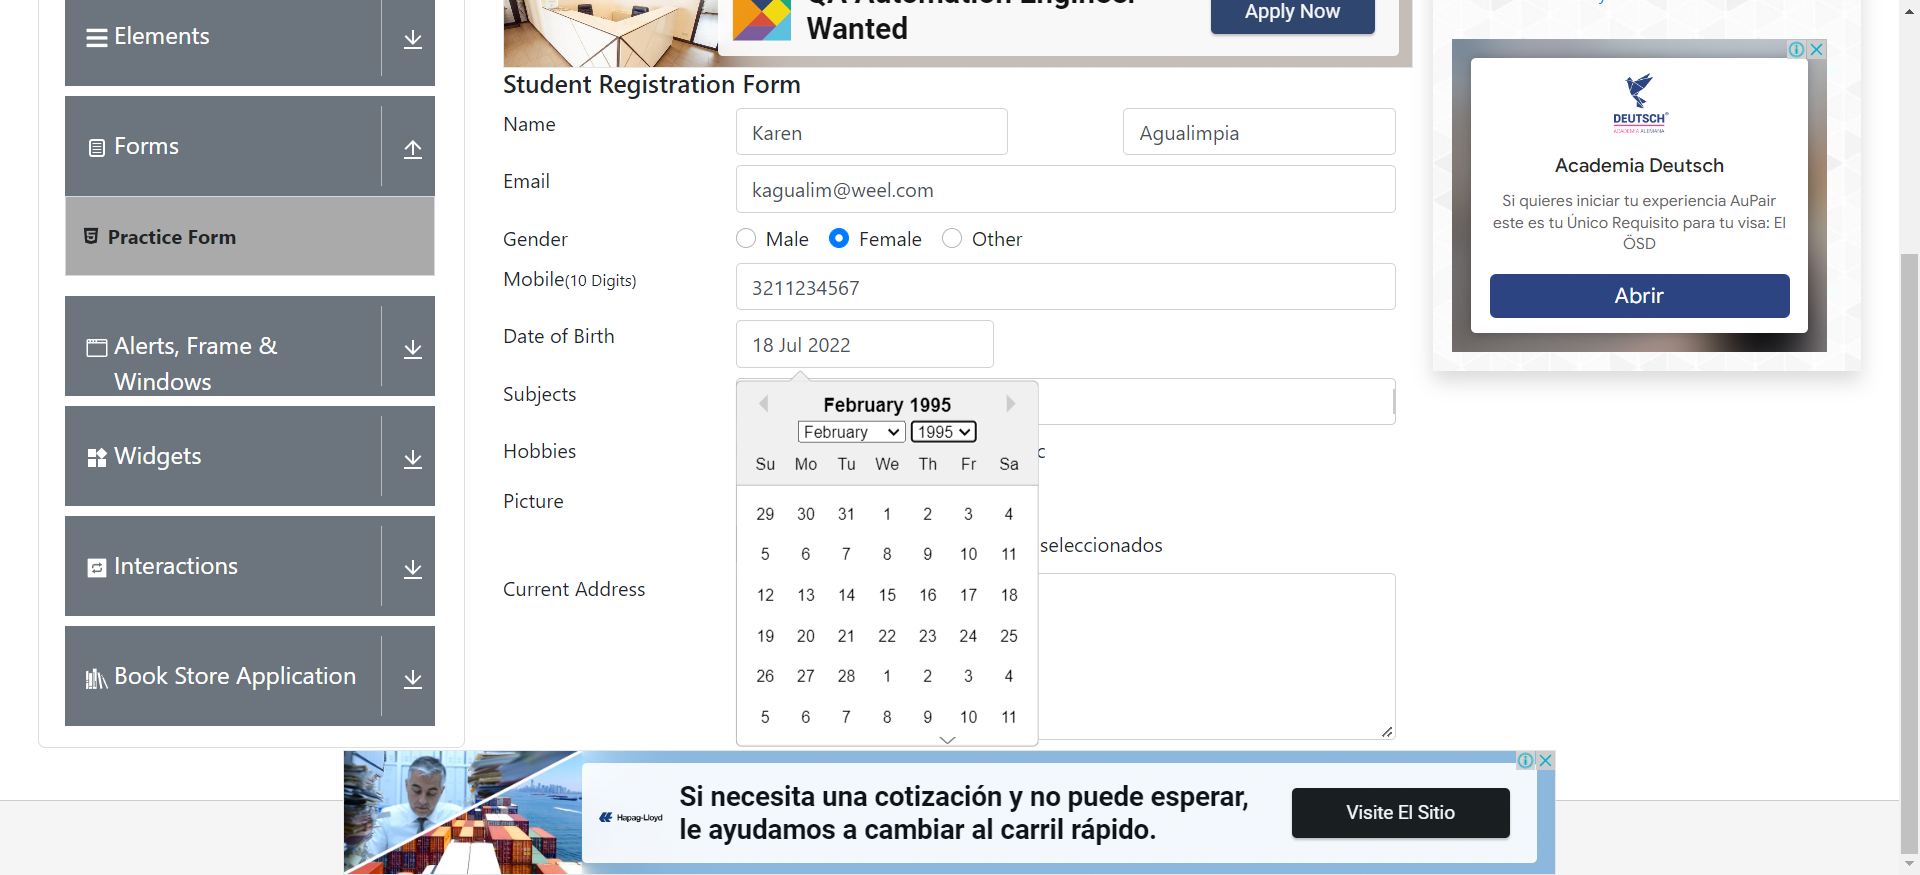 Elements
Forms
Practice Form
Alerts, Frame &
Windows
Widgets
Interactions
Book Store Application
Wanted
Apply Now
Student Registration Form
Name
Karen
Agualimpia
Email
kagualim@weel.com
Gender
Male
Female
Other
Mobile(10 Digits)
3211234567
Date of Birth
18 Jul 2022
Subjects
February 1995
February 1995
Su Mo Tu We Th Fr Sa
29 30 31 1 2 3 4
5 6 7 8 9 10 11
12 13 14 15 16 17 18
19 20 21 22 23 24 25
26 27 28 1 2 3 4
5 6 7 8 9 10 11
Hobbies
c
Picture
seleccionados
Current Address
DEUTSCH
ACADEMIA ALEMANA
Academia Deutsch
Si quieres iniciar tu experiencia AuPair
este es tu Único Requisito para tu visa: El
ÖSD
Abrir
Hapag-Lloyd
Si necesita una cotización y no puede esperar,
le ayudamos a cambiar al carril rápido.
Visite El Sitio